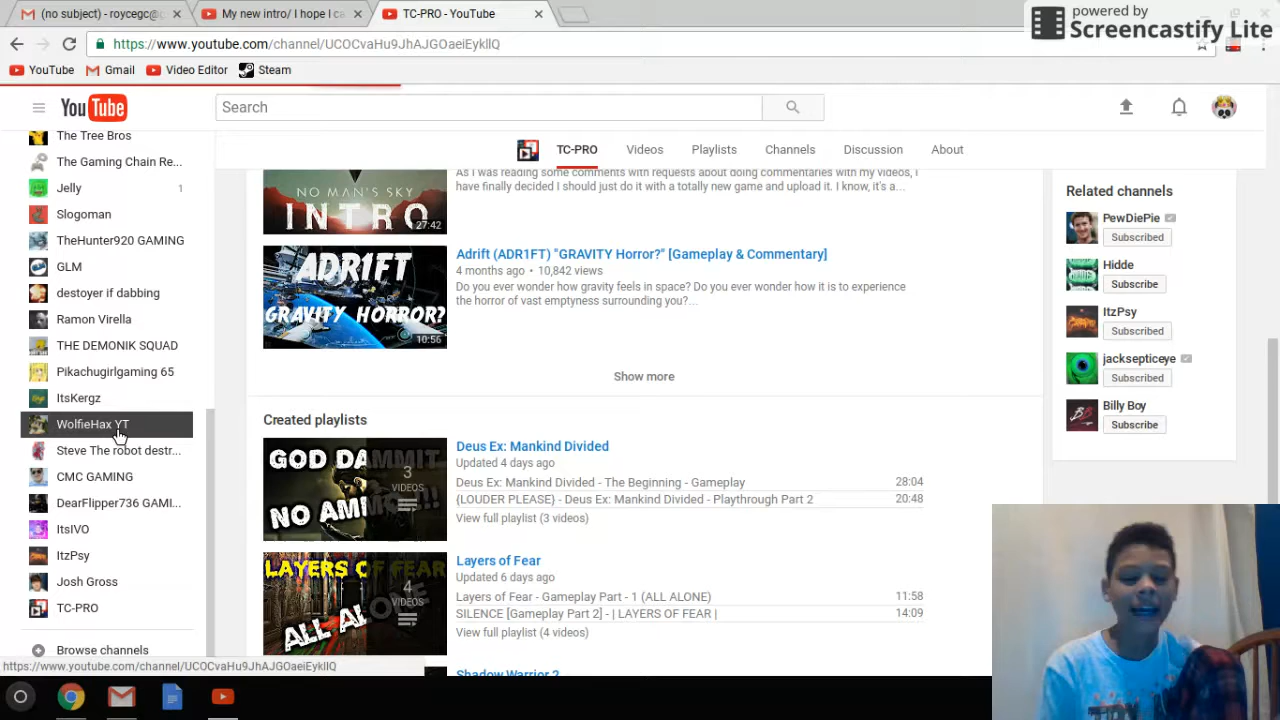 powered by
Screencastify Lite
(no subject) - roycegc@
My new intro / I hope I c
TC-PRO - YouTube
https://www.youtube.com/channel/UCOCvaHu9JhAJGOaeiEykllQ
YouTube
Gmail
Video Editor
Steam
YouTube
Search
TC-PRO
Videos
Playlists
Channels
Discussion
About
The Tree Bros
The Gaming Chain Re...
Jelly 1
Slogoman
TheHunter920 GAMING
GLM
destoyer if dabbing
Ramon Virella
THE DEMONIK SQUAD
Pikachugirlgaming 65
ItsKergz
WolfieHax YT
Steve The robot destr...
CMC GAMING
DearFlipper736 GAMI...
ItsIVO
ItzPsy
Josh Gross
TC-PRO
Browse channels
NO MAN'S SKY
INTRO
27:42
As I was reading some comments with requests about doing commentaries with my videos, I
have finally decided I should just do it with a totally new game and upload it. I know, it's a...
ADR1FT
GRAVITY HORROR?
10:56
Adrift (ADR1FT) "GRAVITY Horror?" [Gameplay & Commentary]
4 months ago • 10,842 views
Do you ever wonder how gravity feels in space? Do you ever wonder how it is to experience
the horror of vast emptyness surrounding you?...
Show more
Created playlists
GOD DAMMIT
NO AMMO!!
3
VIDEOS
Deus Ex: Mankind Divided
Updated 4 days ago
Deus Ex: Mankind Divided - The Beginning - Gameplay 28:04
(LOUDER PLEASE) - Deus Ex: Mankind Divided - Playthrough Part 2 20:48
View full playlist (3 videos)
LAYERS OF FEAR
ALL ALONE
4
VIDEOS
Layers of Fear
Updated 6 days ago
Layers of Fear - Gameplay Part - 1 (ALL ALONE) 11:58
SILENCE [Gameplay Part 2] - | LAYERS OF FEAR | 14:09
View full playlist (4 videos)
Shadow Warrior 2
Related channels
PewDiePie
Subscribed
Hidde
Subscribe
ItzPsy
Subscribed
jacksepticeye
Subscribed
Billy Boy
Subscribe
https://www.youtube.com/channel/UCOCvaHu9JhAJGOaeiEykllQ